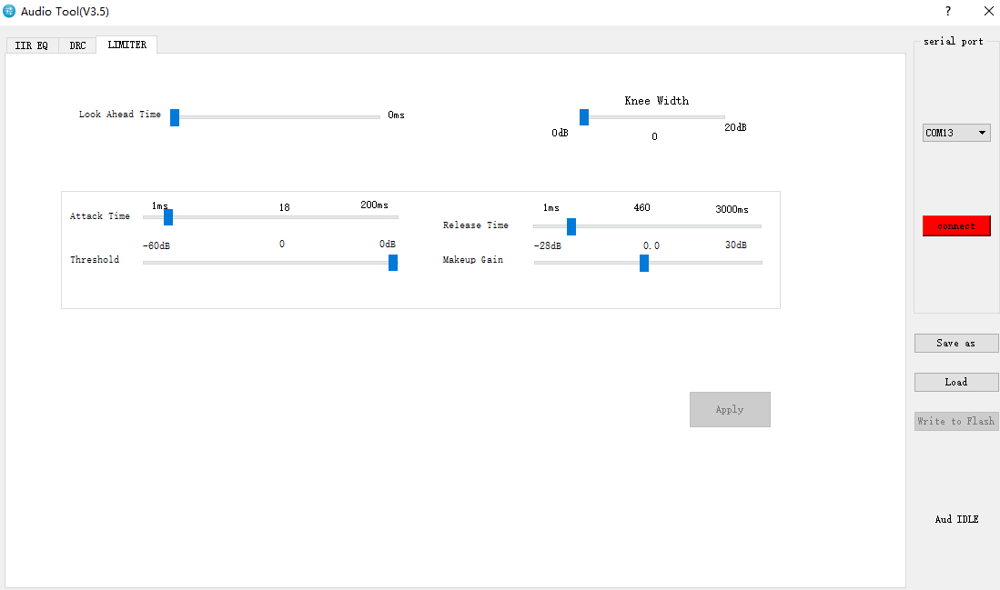 Audio Tool(V3.5)
?
IIR EQ
DRC
LIMITER
serial port
Look Ahead Time
0ms
Knee Width
0dB
0
20dB
COM13
1ms
18
200ms
Attack Time
1ms
460
3000ms
Release Time
connect
-60dB
0
0dB
Threshold
-28dB
0.0
30dB
Makeup Gain
Save as
Load
Apply
Write to Flash
Aud IDLE